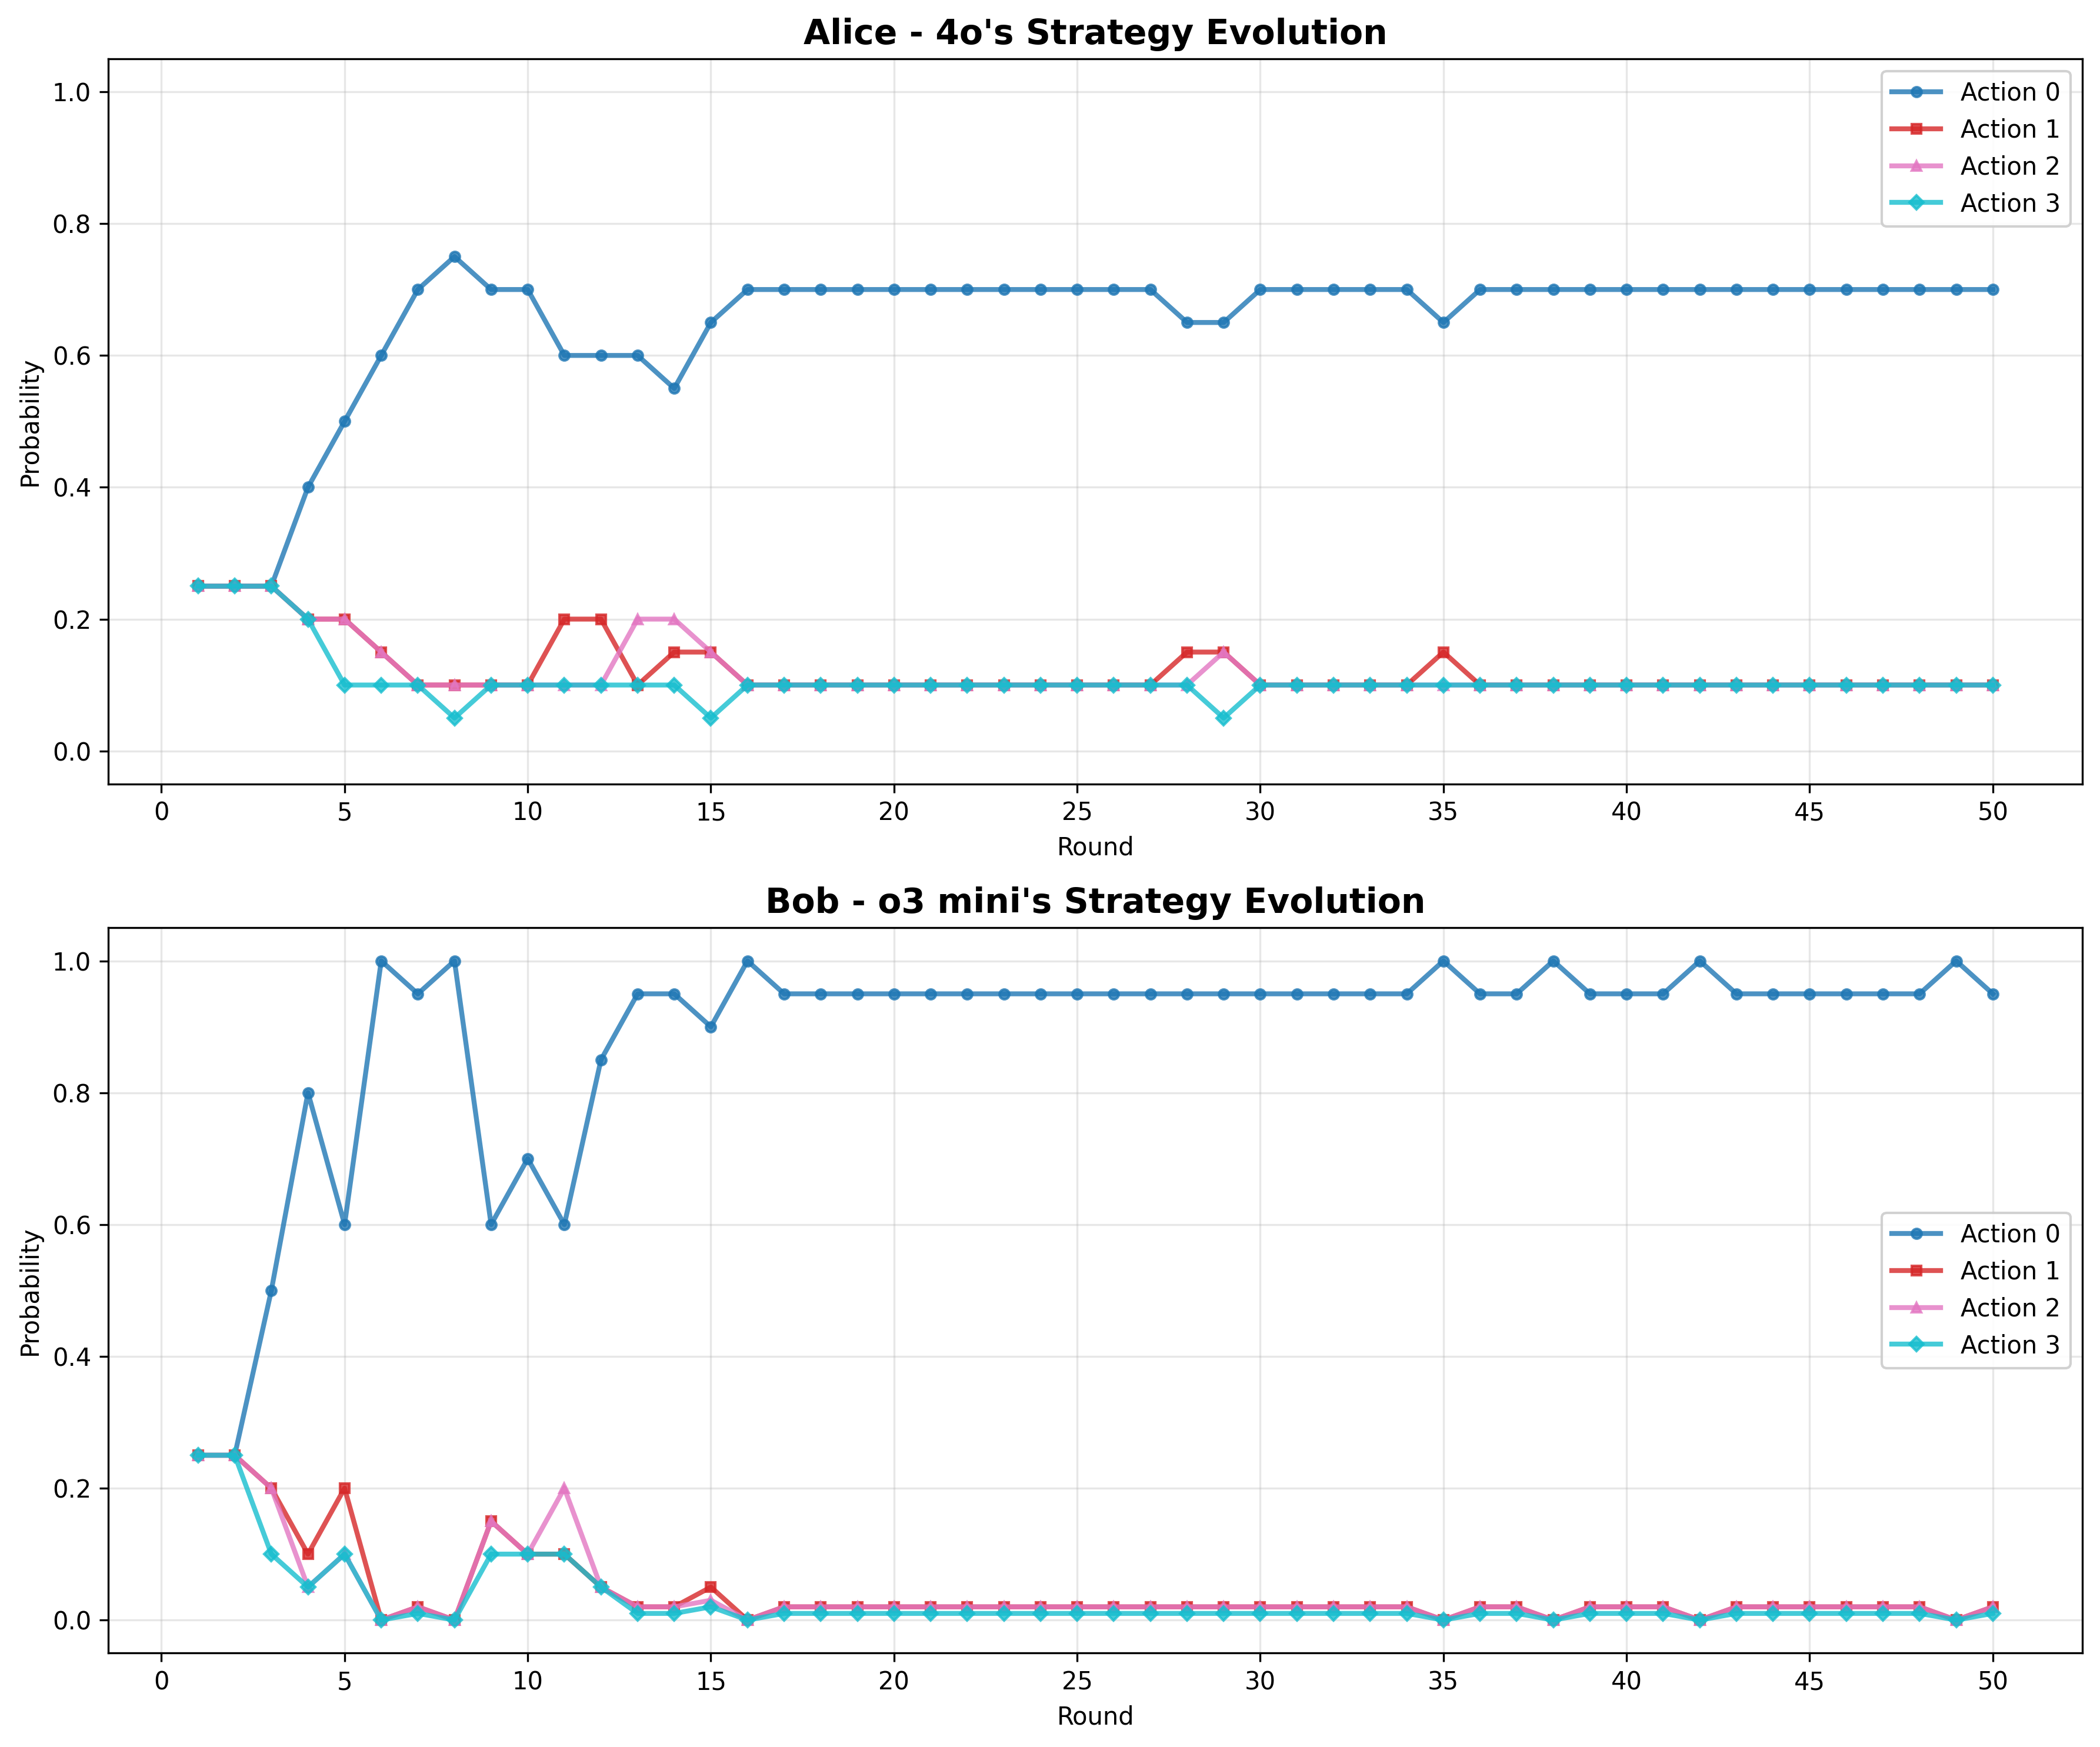 Alice - 4o's Strategy Evolution
1.0
0.8
0.6
0.4
0.2
0.0
Probability
Action 0
Action 1
Action 2
Action 3
0 5 10 15 20 25 30 35 40 45 50
Round
Bob - o3 mini's Strategy Evolution
1.0
0.8
0.6
0.4
0.2
0.0
Probability
Action 0
Action 1
Action 2
Action 3
0 5 10 15 20 25 30 35 40 45 50
Round